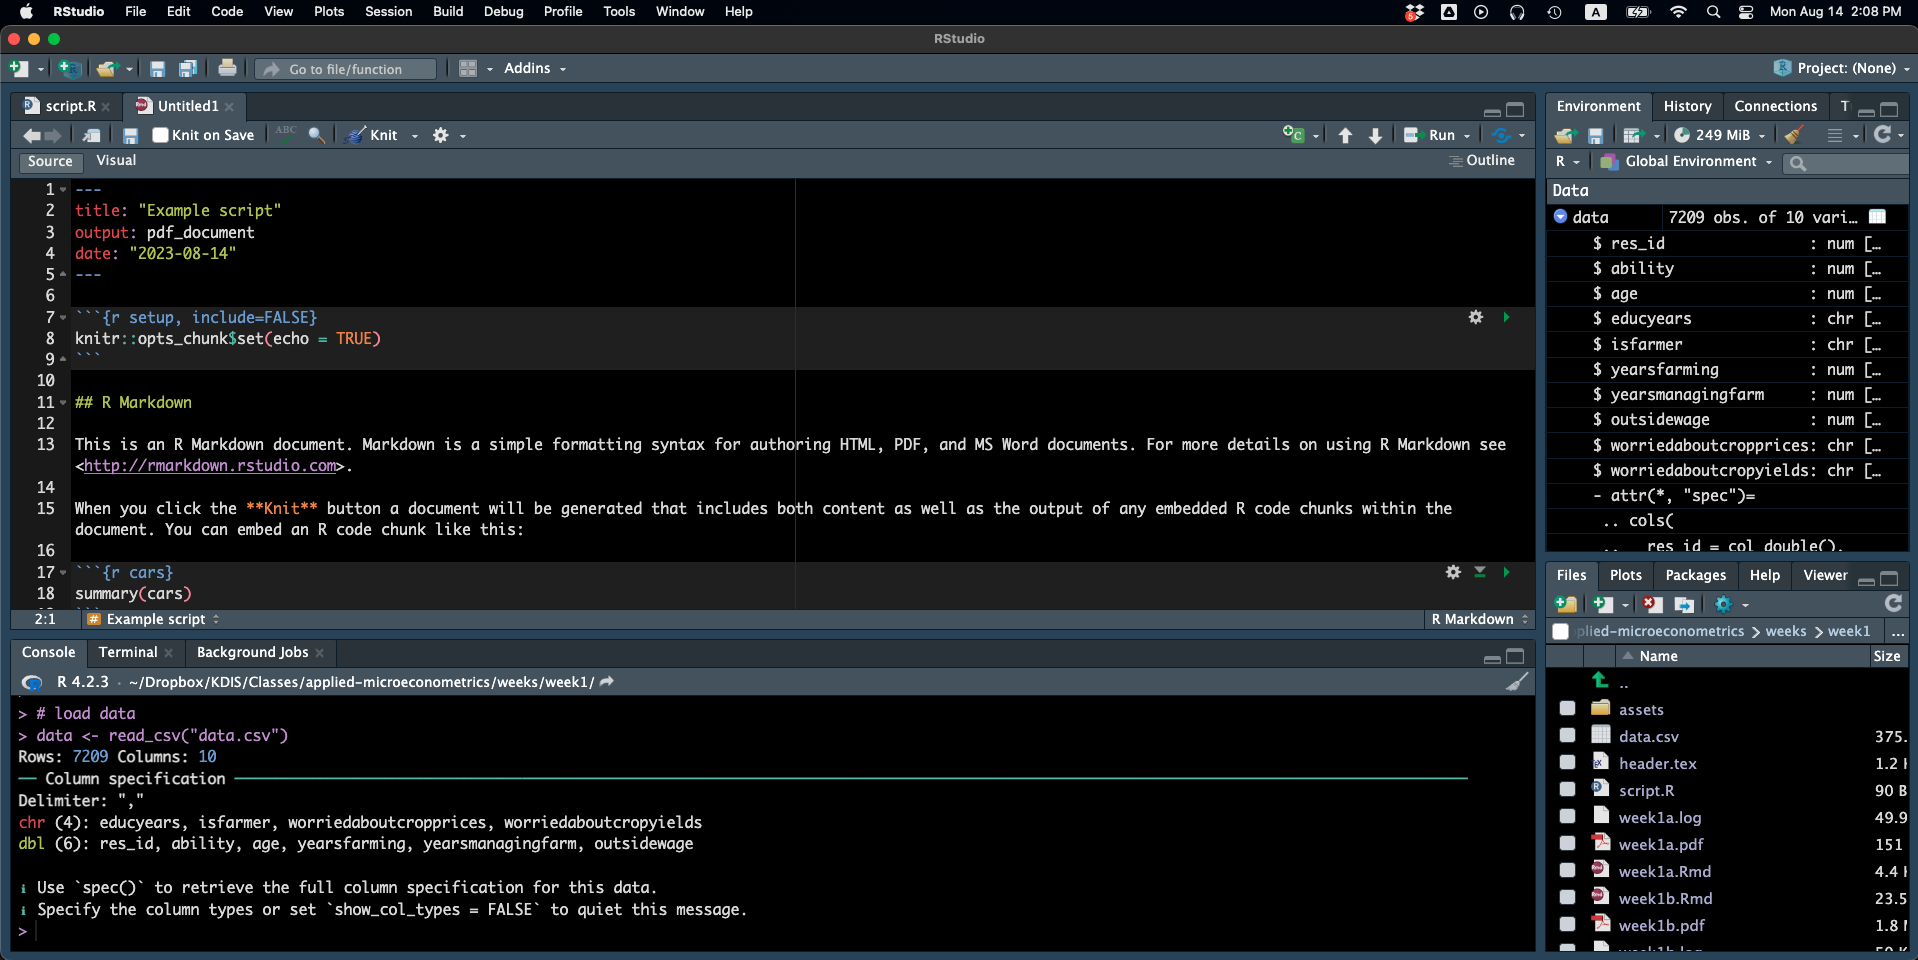 RStudio File Edit Code View Plots Session Build Debug Profile Tools Window Help
5 A Mon Aug 14 2:08 PM
RStudio
Go to file/function Addins Project: (None)
script.R Untitled1
Knit on Save ABC Knit Run
Source Visual Outline
1 ---
2 title: "Example script"
3 output: pdf_document
4 date: "2023-08-14"
5 ---
6
7 ```{r setup, include=FALSE}
8 knitr::opts_chunk$set(echo = TRUE)
9 ```
10
11 ## R Markdown
12
13 This is an R Markdown document. Markdown is a simple formatting syntax for authoring HTML, PDF, and MS Word documents. For more details on using R Markdown see
<http://rmarkdown.rstudio.com>.
14
15 When you click the **Knit** button a document will be generated that includes both content as well as the output of any embedded R code chunks within the
document. You can embed an R code chunk like this:
16
17 ```{r cars}
18 summary(cars)
2:1 # Example script R Markdown
Console Terminal Background Jobs
R 4.2.3 · ~/Dropbox/KDIS/Classes/applied-microeconometrics/weeks/week1/
> # load data
> data <- read_csv("data.csv")
Rows: 7209 Columns: 10
── Column specification ──
Delimiter: ","
chr (4): educyears, isfarmer, worriedaboutcropprices, worriedaboutcropyields
dbl (6): res_id, ability, age, yearsfarming, yearsmanagingfarm, outsidewage
ℹ Use `spec()` to retrieve the full column specification for this data.
ℹ Specify the column types or set `show_col_types = FALSE` to quiet this message.
>
Environment History Connections
249 MiB
R Global Environment
Data
data 7209 obs. of 10 vari…
$ res_id : num […
$ ability : num […
$ age : num […
$ educyears : chr […
$ isfarmer : chr […
$ yearsfarming : num […
$ yearsmanagingfarm : num […
$ outsidewage : num […
$ worriedaboutcropprices: chr […
$ worriedaboutcropyields: chr […
- attr(*, "spec")=
.. cols(
.. res_id = col_double(),
Files Plots Packages Help Viewer
plied-microeconometrics weeks week1 ...
Name Size
..
assets
data.csv 375.
header.tex 1.2
script.R 90 B
week1a.log 49.9
week1a.pdf 151
week1a.Rmd 4.4
week1b.Rmd 23.5
week1b.pdf 1.8